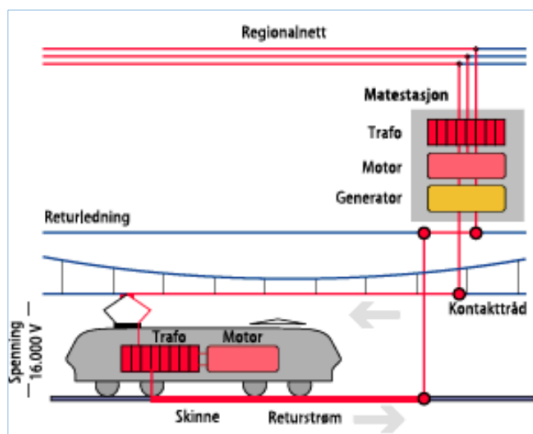 Regionalnett
Matestasjon
Trafo
Motor
Generator
Returledning
Kontakttråd
Spenning
16.000 V
Trafo Motor
Skinne Returstrøm